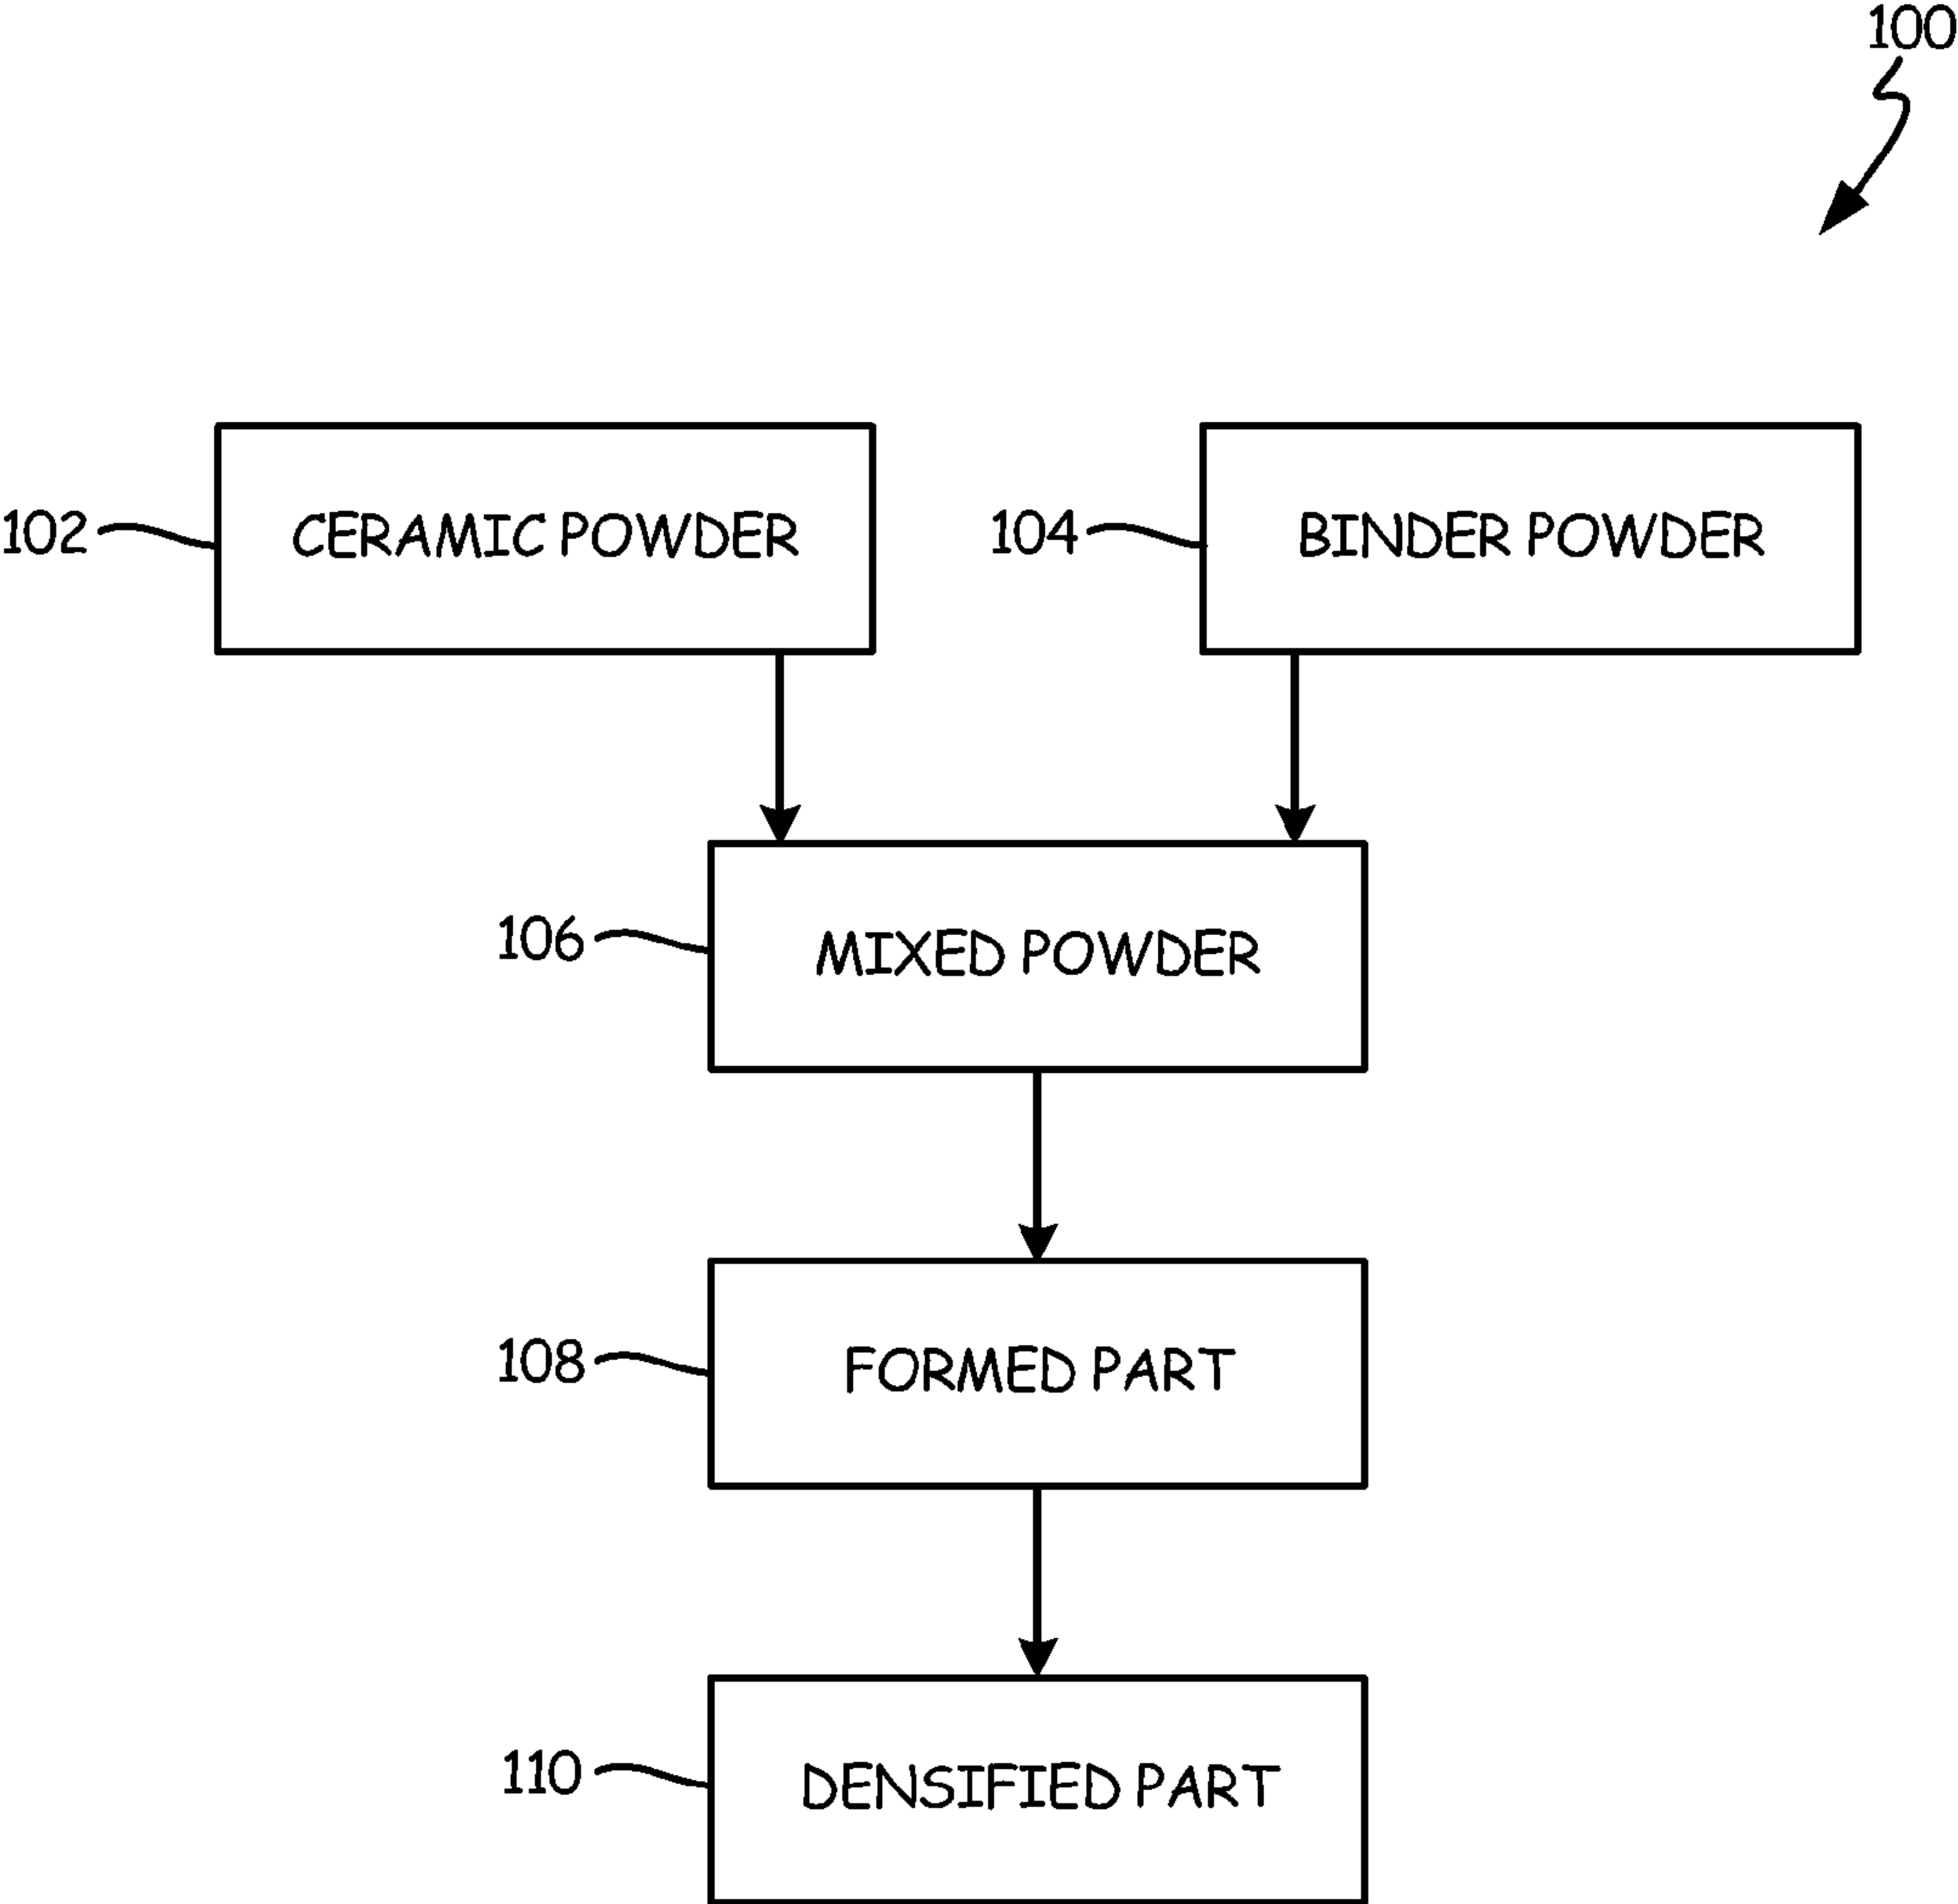 100
102
CERAMIC POWDER
104
BINDER POWDER
106
MIXED POWDER
108
FORMED PART
110
DENSIFIED PART